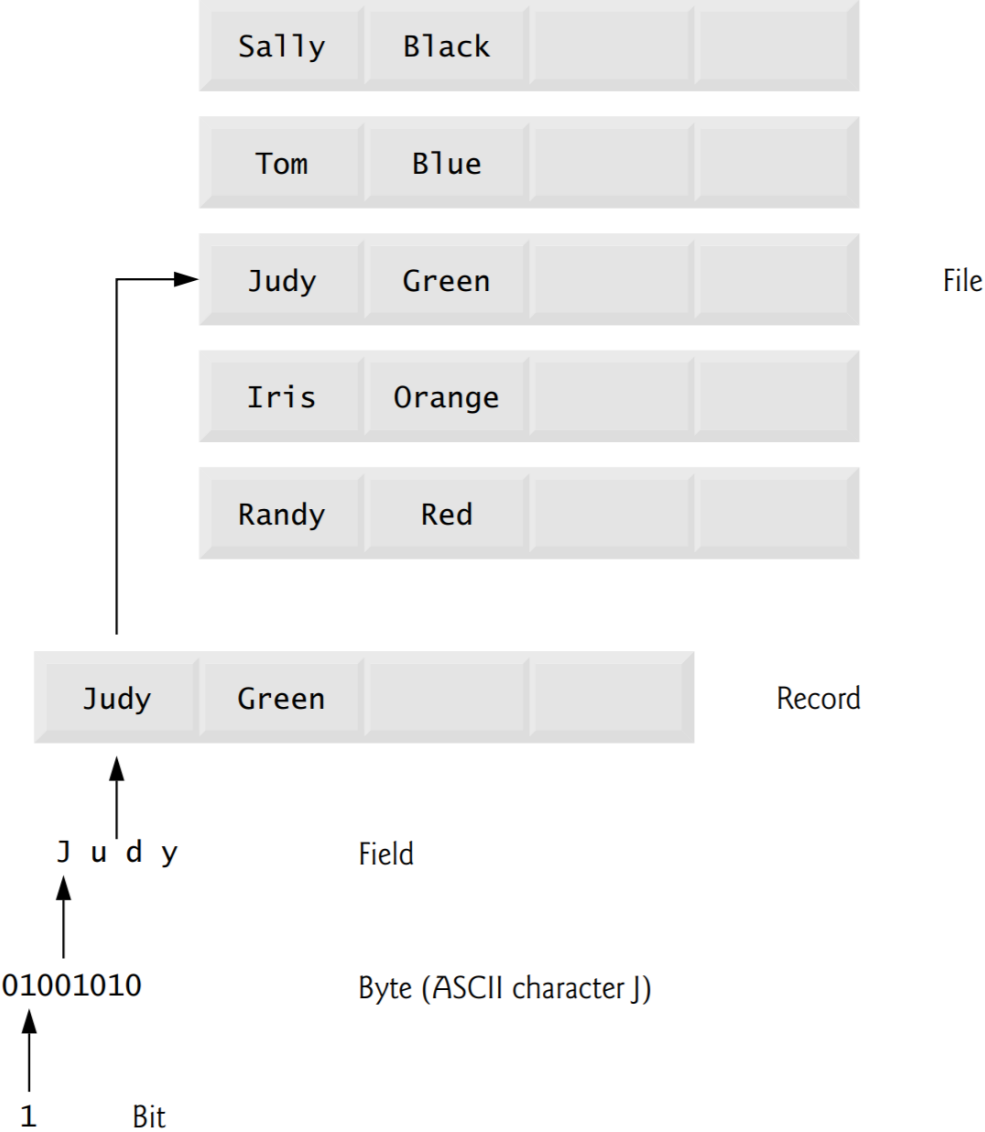 Sally Black
Tom Blue
Judy Green File
Iris Orange
Randy Red
Judy Green Record
J u d y Field
01001010 Byte (ASCII character J)
1 Bit